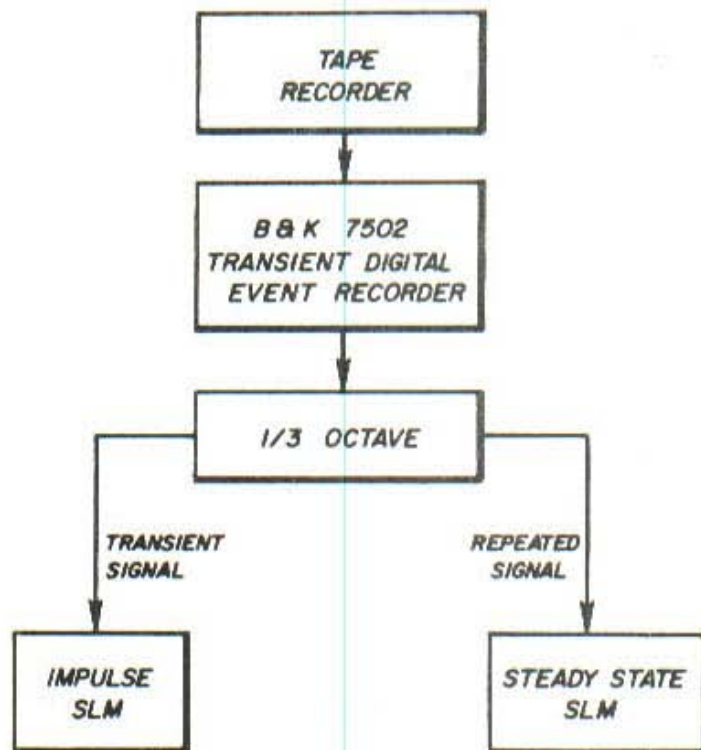 TAPE
RECORDER
B & K 7502
TRANSIENT DIGITAL
EVENT RECORDER
1/3 OCTAVE
TRANSIENT
SIGNAL
REPEATED
SIGNAL
IMPULSE
SLM
STEADY STATE
SLM